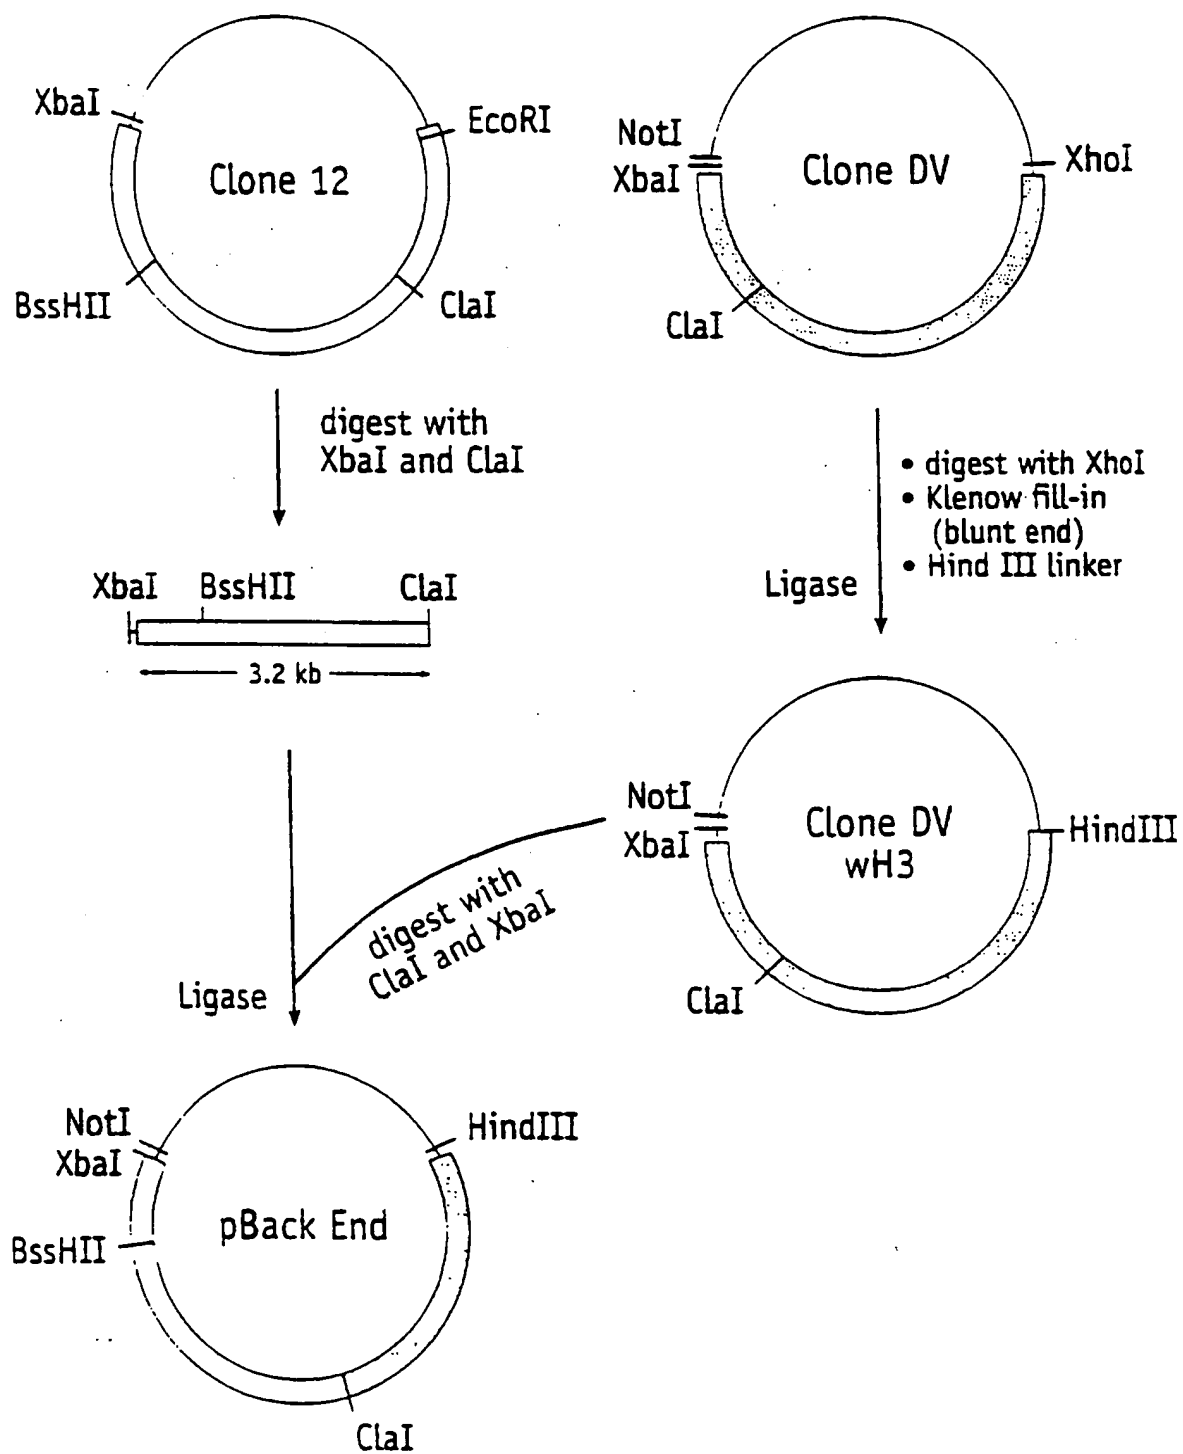 XbaI
EcoRI
Clone 12
BssHII
ClaI
NotI
XbaI
Clone DV
XhoI
ClaI
digest with
XbaI and ClaI
• digest with XhoI
• Klenow fill-in
(blunt end)
• Hind III linker
Ligase
XbaI BssHII ClaI
3.2 kb
NotI
XbaI
Clone DV
wH3
HindIII
ClaI
digest with
ClaI and XbaI
Ligase
NotI
XbaI
HindIII
pBack End
BssHII
ClaI